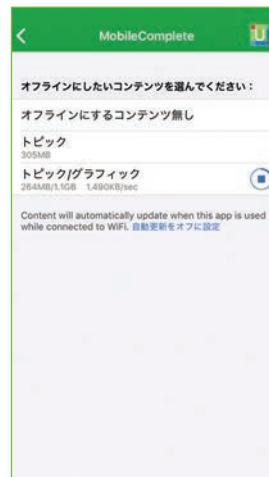 MobileComplete
U
オフラインにしたいコンテンツを選んでください：
オフラインにするコンテンツ無し
トピック
305MB
トピック/グラフィック
264MB/1.1GB 1,490KB/sec
Content will automatically update when this app is used
while connected to WiFi. 自動更新をオフに設定